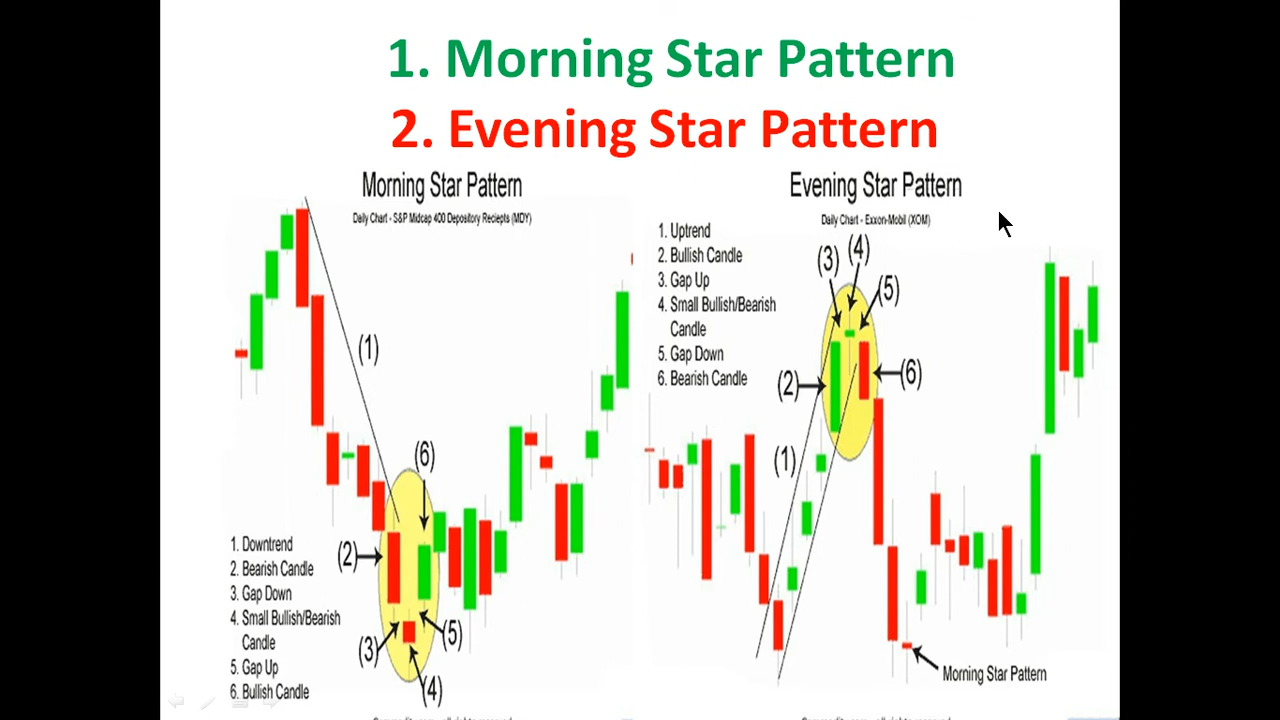 1. Morning Star Pattern
2. Evening Star Pattern
Morning Star Pattern
Daily Chart - S&P Midcap 400 Depository Reciepts (MDY)
(1)
(6)
(2)
(3)
(5)
(4)
1. Downtrend
2. Bearish Candle
3. Gap Down
4. Small Bullish/Bearish
Candle
5. Gap Up
6. Bullish Candle
Evening Star Pattern
Daily Chart - Exxon-Mobil (XOM)
1. Uptrend
2. Bullish Candle
3. Gap Up
4. Small Bullish/Bearish
Candle
5. Gap Down
6. Bearish Candle
(3)
(4)
(5)
(2)
(6)
(1)
Morning Star Pattern